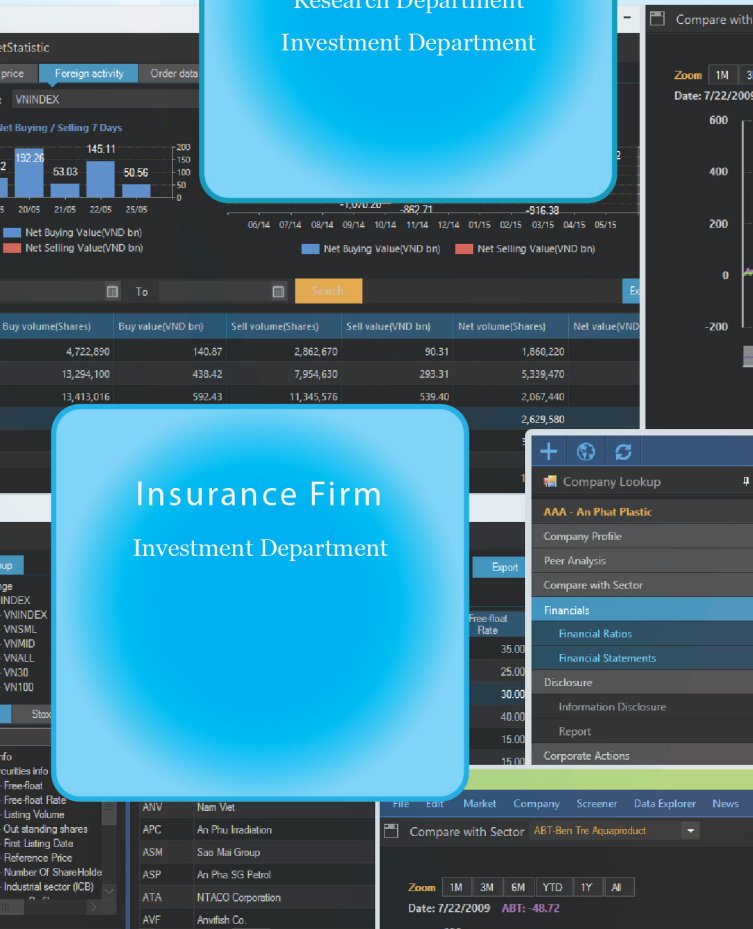 Research Department
Investment Department
etStatistic
price
Foreign activity
Order data
VNINDEX
Net Buying / Selling 7 Days
192.26
53.03
145.11
50.56
200
150
100
50
0
20/05
21/05
22/05
25/05
Net Buying Value(VND bn)
Net Selling Value(VND bn)
-1,070.20
-862.71
-916.38
06/14 07/14 08/14 09/14 10/14 11/14 12/14 01/15 02/15 03/15 04/15 05/15
Net Buying Value(VND bn)
Net Selling Value(VND bn)
Compare with
Zoom 1M
Date: 7/22/2009
600
400
200
0
-200
To
Search
Buy volume(Shares) Buy value(VND bn) Sell volume(Shares) Sell value(VND bn) Net volume(Shares) Net value(VND
4,722,890 140.87 2,862,670 90.31 1,860,220
13,294,100 438.42 7,954,630 293.31 5,339,470
13,413,016 592.43 11,345,576 539.40 2,067,440
2,629,580
Insurance Firm
Investment Department
Company Lookup
AAA - An Phat Plastic
Company Profile
Peer Analysis
Compare with Sector
Financials
Financial Ratios
Financial Statements
Disclosure
Information Disclosure
Report
Corporate Actions
Export
Free-float
Rate
35.00
25.00
30.00
40.00
15.00
15.00
VNINDEX
VNSML
VNMID
VNALL
VN30
VN100
Stox
Free-float
Free-float Rate
Listing Volume
Out standing shares
First Listing Date
Reference Price
Number Of ShareHolde
Industrial sector (ICB)
ANV Nam Viet
APC An Phu Irradiation
ASM Sao Mai Group
ASP An Pha SG Petrol
ATA NTACO Corporation
AVF Anvifish Co.
File Edit Market Company Screener Data Explorer News
Compare with Sector ABT-Ben Tre Aquaproduct
Zoom 1M 3M 6M YTD 1Y All
Date: 7/22/2009 ABT: -48.72